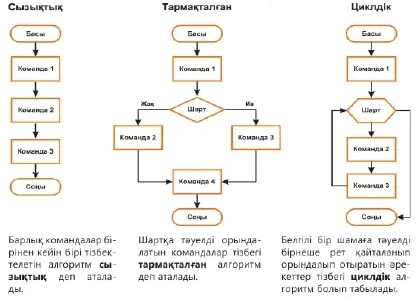 Сызықтық
Басы
Команда 1
Команда 2
Команда 3
Соңы
Барлық командалар бі-
рінен кейін бірі тізбек-
телетін алгоритм сы-
зықтық деп атала-
ды.
Тармақталған
Басы
Команда 1
Жоқ
Шарт
Ие
Команда 2
Команда 3
Команда 4
Соңы
Шартқа тәуелді орында-
латын командалар тізбегі
тармақталған алгоритм
деп аталады.
Циклдік
Басы
Шарт
Команда 2
Команда 3
Соңы
Белгілі бір шамаға тәуелді
бірнеше рет қайталанып
орындалып отыратын әре-
кеттер тізбегі циклдік ал-
горитм болып табылады.